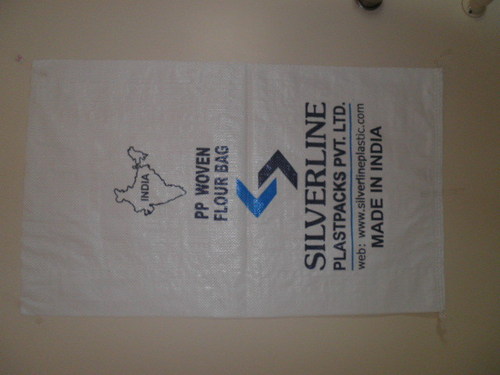 INDIA
PP WOVEN
FLOUR BAG
SILVERLINE
PLASTPACKS PVT. LTD.
web: www.silverlineplastic.com
MADE IN INDIA